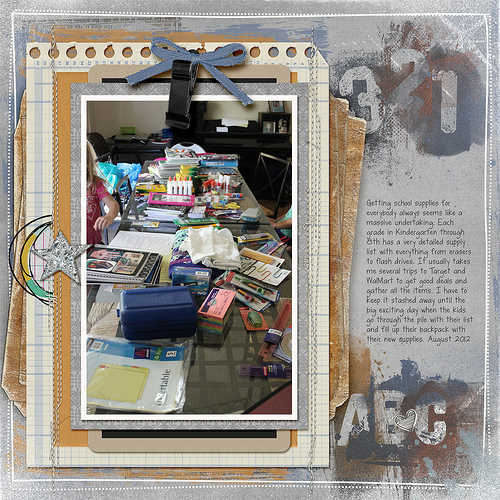 321
Getting school supplies for
everybody always seems like a
massive undertaking. Each
grade in Kindergarten through
8th has a very detailed supply
list with everything from erasers
to flash drives. It usually takes
me several trips to Target and
WalMart to get good deals and
gather all the items. I have to
keep it stashed away until the
big exciting day when the kids
go through the pile with their list
and fill up their backpack with
their new supplies. August 2012
ABC